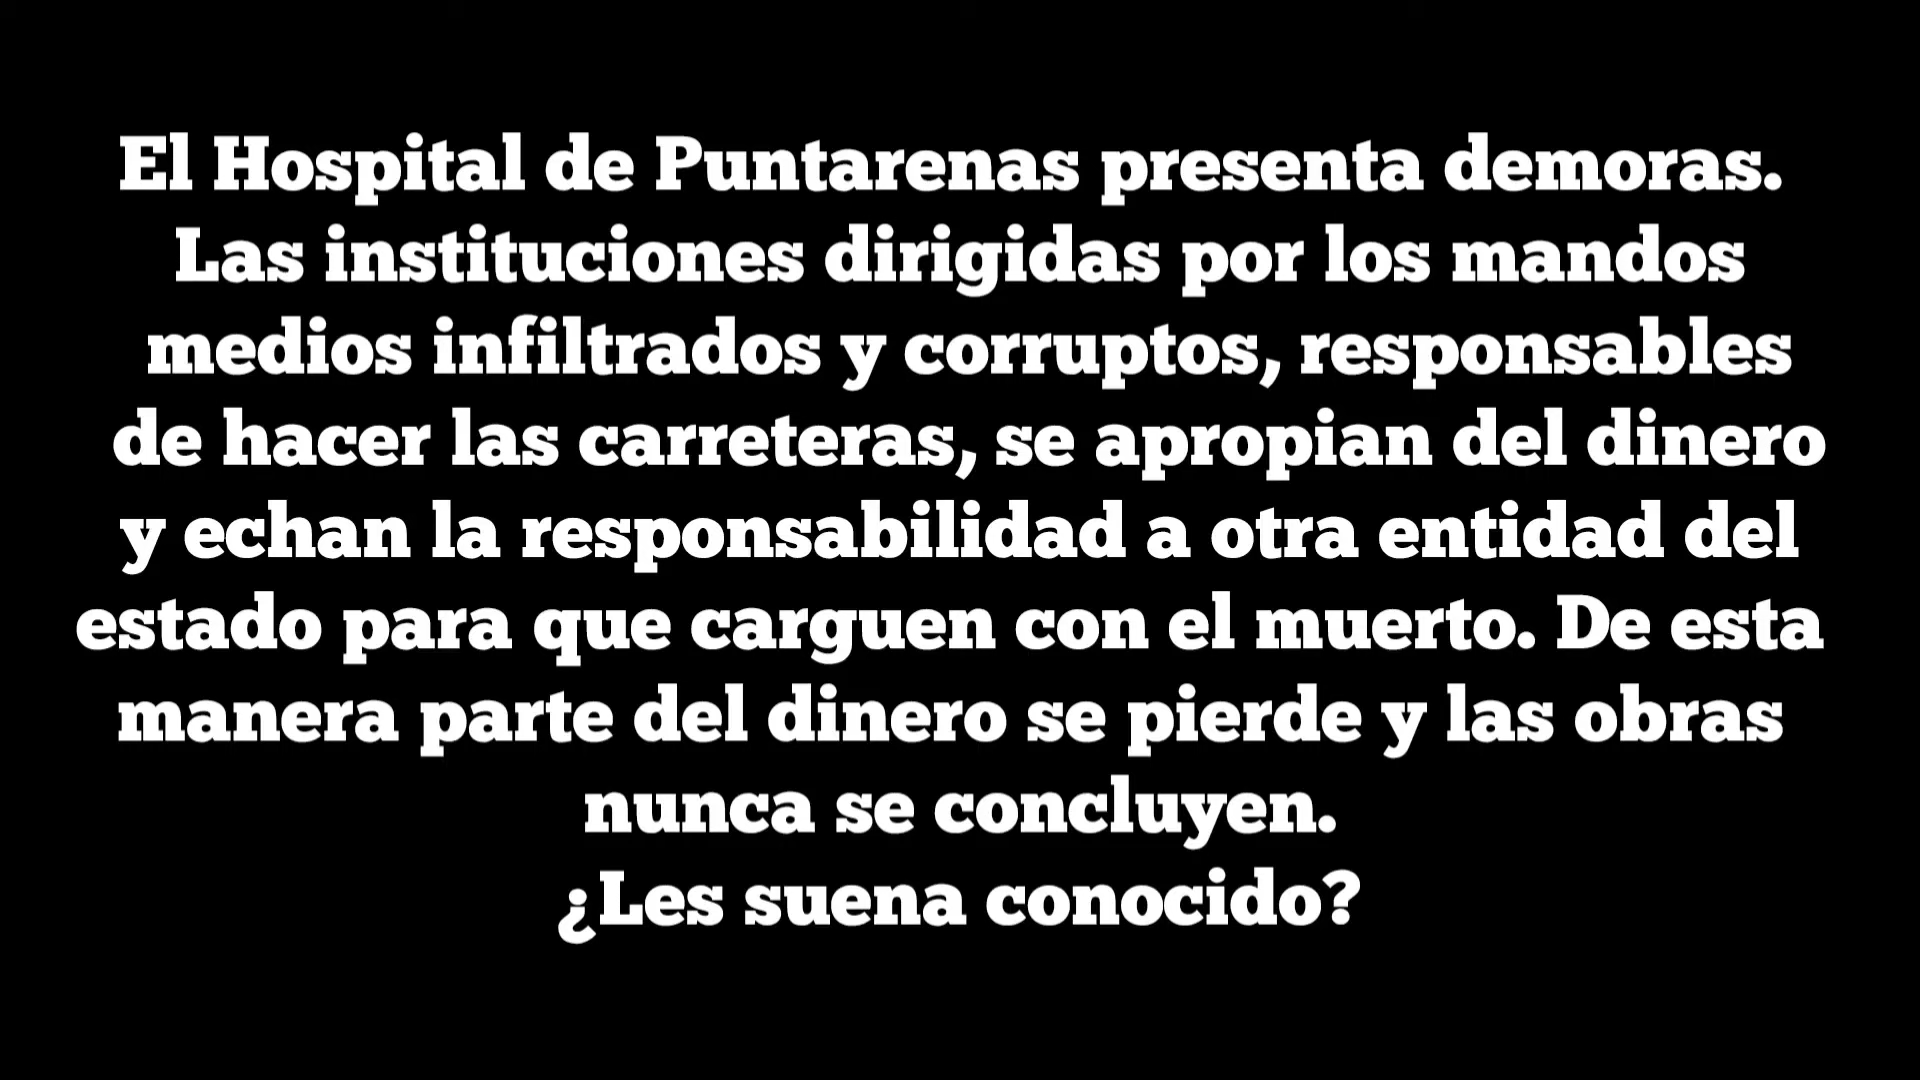 El Hospital de Puntarenas presenta demoras.
Las instituciones dirigidas por los mandos
medios infiltrados y corruptos, responsables
de hacer las carreteras, se apropian del dinero
y echan la responsabilidad a otra entidad del
estado para que carguen con el muerto. De esta
manera parte del dinero se pierde y las obras
nunca se concluyen.
¿Les suena conocido?